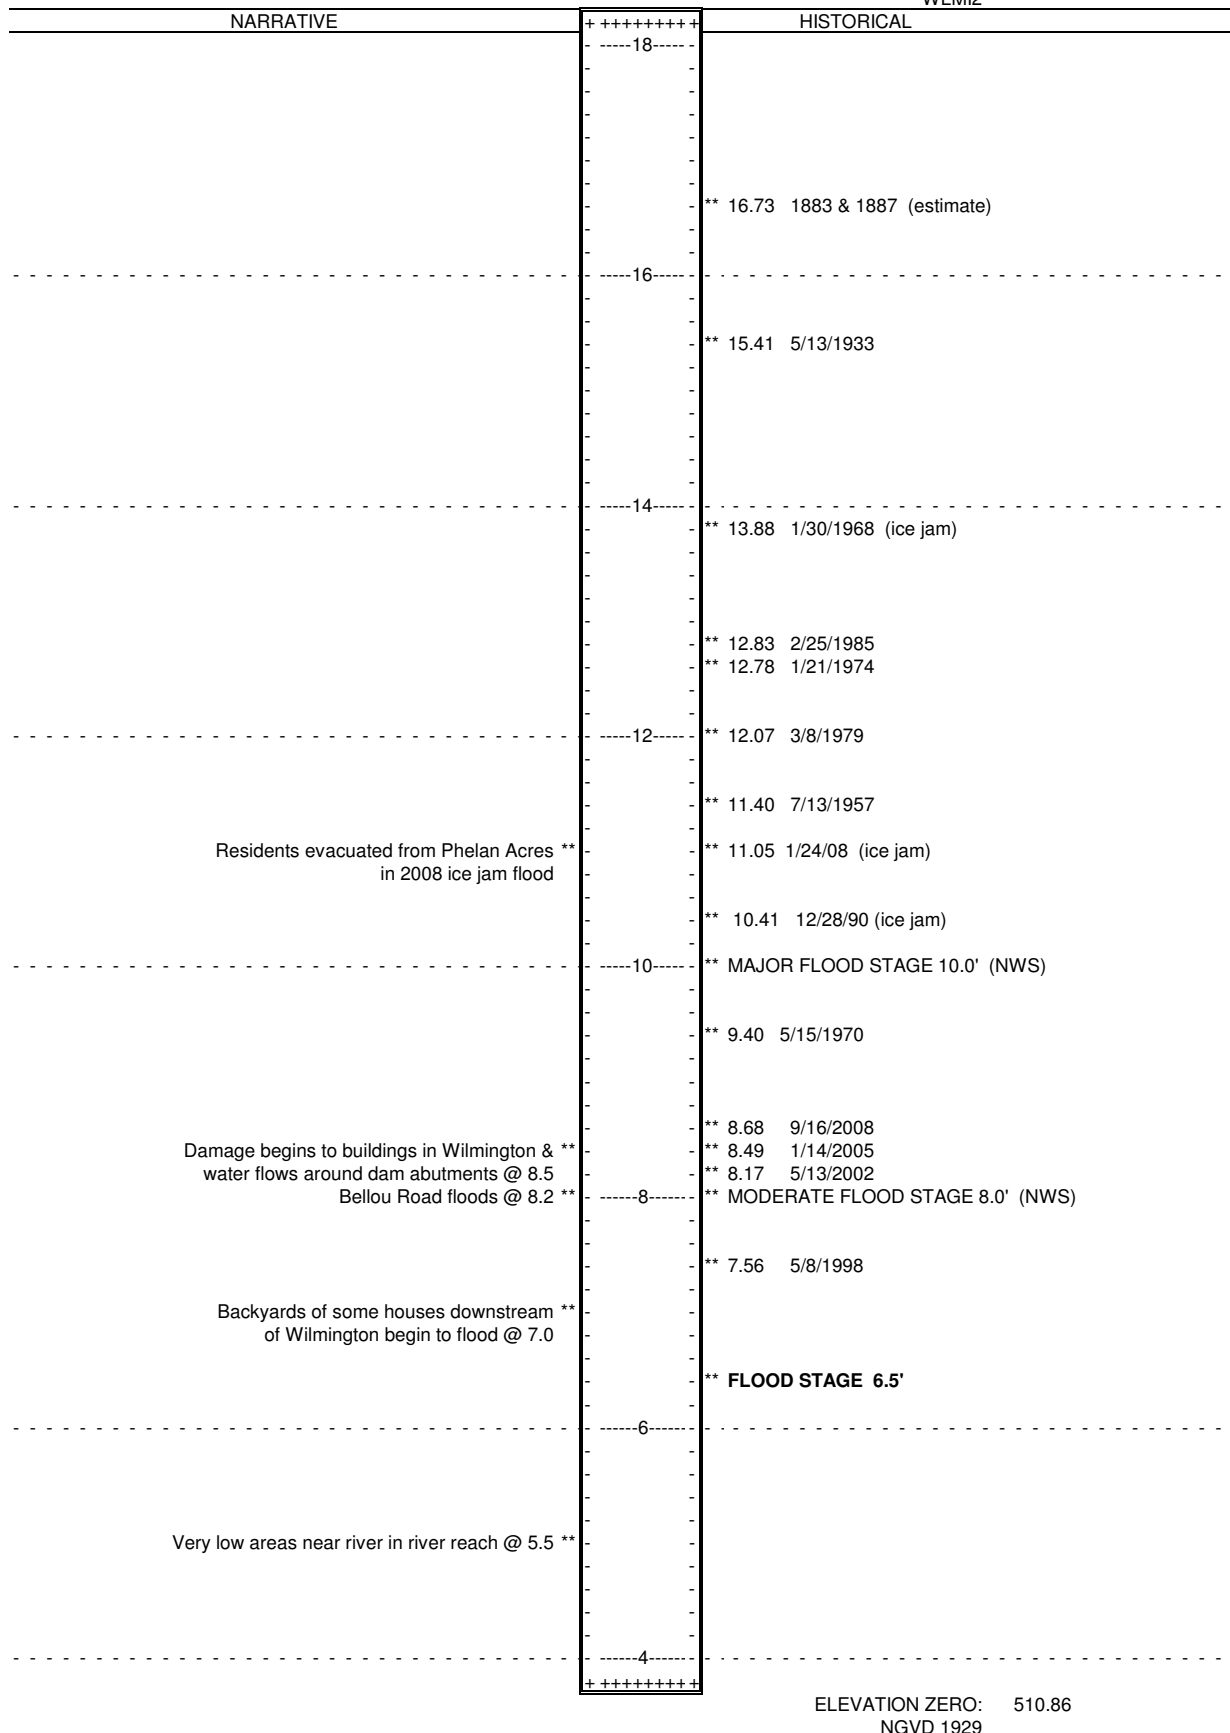 NARRATIVE + ++++++++ + HISTORICAL
- -----18----- -
** 16.73 1883 & 1887 (estimate)
- -----16----- -
** 15.41 5/13/1933
- -----14----- -
** 13.88 1/30/1968 (ice jam)
** 12.83 2/25/1985
** 12.78 1/21/1974
- -----12----- - ** 12.07 3/8/1979
** 11.40 7/13/1957
Residents evacuated from Phelan Acres ** - - ** 11.05 1/24/08 (ice jam)
in 2008 ice jam flood
** 10.41 12/28/90 (ice jam)
- -----10----- - ** MAJOR FLOOD STAGE 10.0' (NWS)
** 9.40 5/15/1970
** 8.68 9/16/2008
Damage begins to buildings in Wilmington & ** - - ** 8.49 1/14/2005
water flows around dam abutments @ 8.5 - - ** 8.17 5/13/2002
Bellou Road floods @ 8.2 ** - ------8------ - ** MODERATE FLOOD STAGE 8.0' (NWS)
** 7.56 5/8/1998
Backyards of some houses downstream **
of Wilmington begin to flood @ 7.0
** FLOOD STAGE 6.5'
- ------6------ -
Very low areas near river in river reach @ 5.5 **
- ------4------ -
+ ++++++++ +
ELEVATION ZERO: 510.86
NGVD 1929